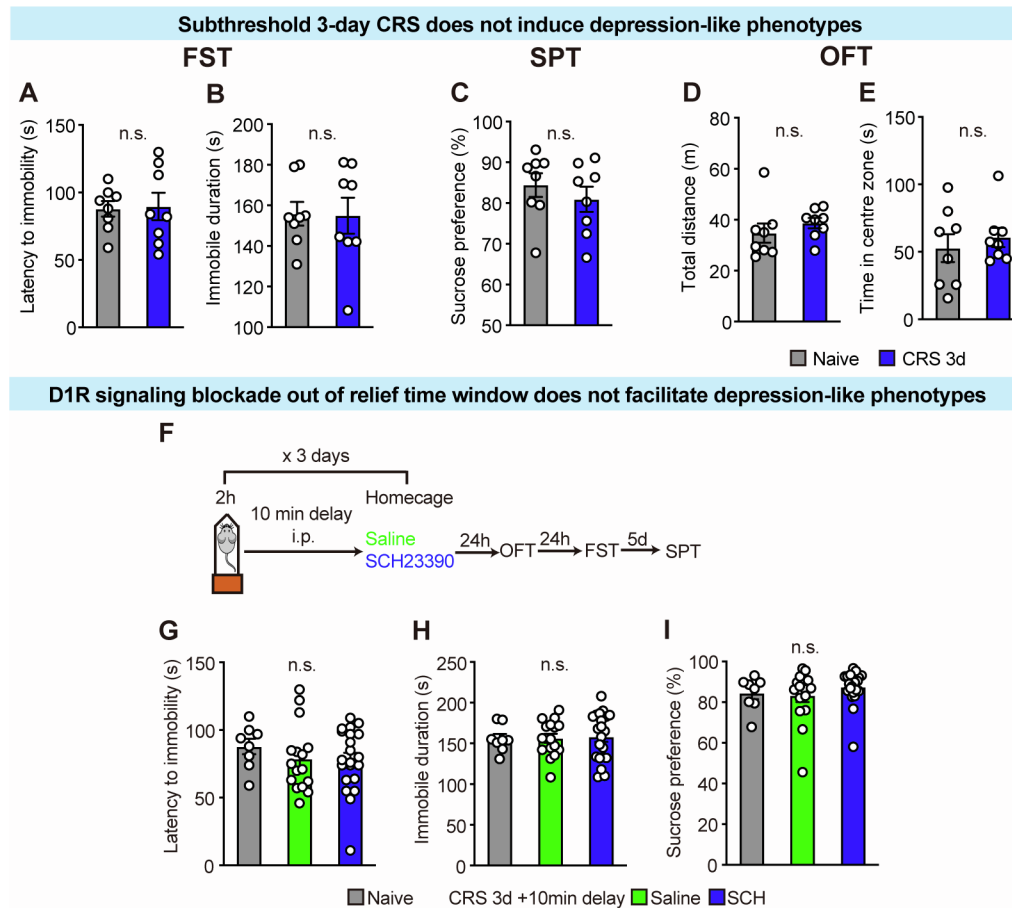 Subthreshold 3-day CRS does not induce depression-like phenotypes
FST
SPT
OFT
A
Latency to immobility (s)
150
100
50
0
n.s.
B
Immobile duration (s)
200
180
160
140
120
100
n.s.
C
Sucrose preference (%)
100
90
80
70
60
50
n.s.
D
Total distance (m)
80
60
40
20
0
n.s.
E
Time in centre zone (s)
150
100
50
0
n.s.
Naive
CRS 3d
D1R signaling blockade out of relief time window does not facilitate depression-like phenotypes
F
x 3 days
2h
Homecage
10 min delay
i.p.
Saline
SCH23390
24h
OFT
24h
FST
5d
SPT
G
Latency to immobility (s)
150
100
50
0
n.s.
H
Immobile duration (s)
250
200
150
100
50
0
n.s.
I
Sucrose preference (%)
100
80
60
40
20
0
n.s.
Naive
CRS 3d +10min delay
Saline
SCH